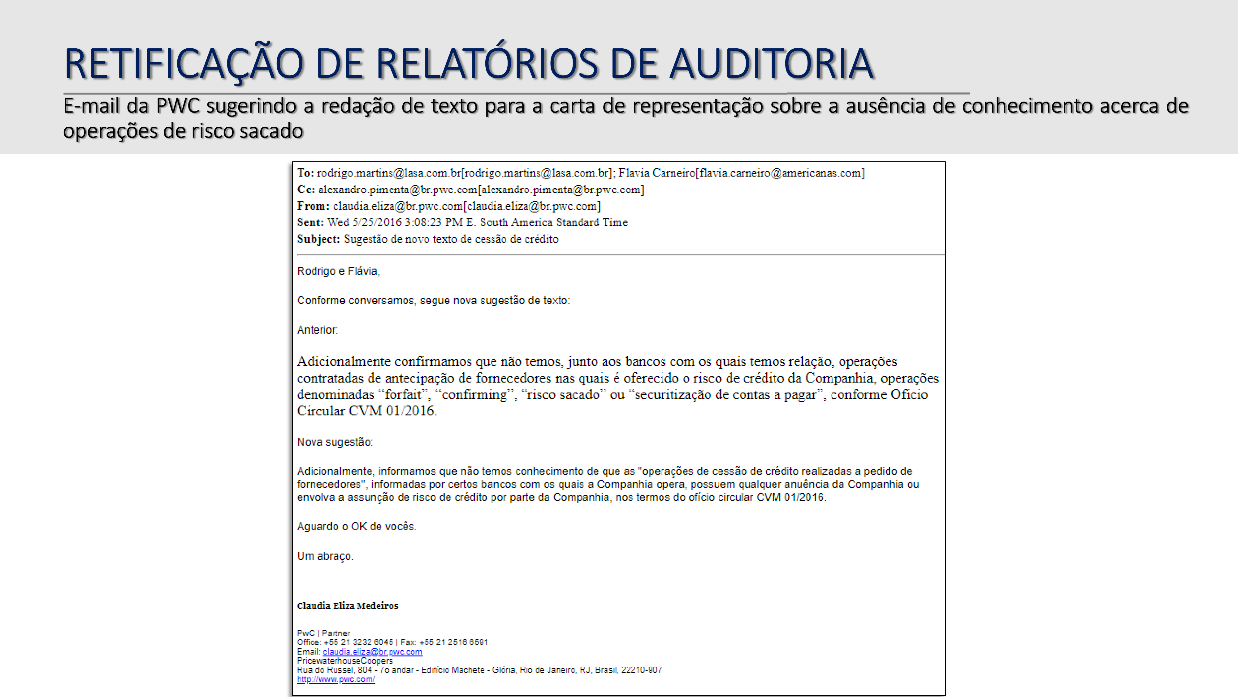 RETIFICAÇÃO DE RELATÓRIOS DE AUDITORIA
E-mail da PWC sugerindo a redação de texto para a carta de representação sobre a ausência de conhecimento acerca de
operações de risco sacado
To: rodrigo.martins@lasa.com.br[rodrigo.martins@lasa.com.br]; Flavia Carneiro[flavia.carneiro@americanas.com]
Cc: alexandro.pimenta@br.pwc.com[alexandro.pimenta@br.pwc.com]
From: claudia.eliza@br.pwc.com[claudia.eliza@br.pwc.com]
Sent: Wed 5/25/2016 3:08:23 PM E. South America Standard Time
Subject: Sugestão de novo texto de cessão de crédito
Rodrigo e Flávia,
Conforme conversamos, segue nova sugestão de texto:
Anterior:
Adicionalmente confirmamos que não temos, junto aos bancos com os quais temos relação, operações
contratadas de antecipação de fornecedores nas quais é oferecido o risco de crédito da Companhia, operações
denominadas “forfait”, “confirming”, “risco sacado” ou “securitização de contas a pagar”, conforme Ofício
Circular CVM 01/2016.
Nova sugestão:
Adicionalmente, informamos que não temos conhecimento de que as "operações de cessão de crédito realizadas a pedido de
fornecedores", informadas por certos bancos com os quais a Companhia opera, possuem qualquer anuência da Companhia ou
envolva a assunção de risco de crédito por parte da Companhia, nos termos do ofício circular CVM 01/2016.
Aguardo o OK de vocês.
Um abraço.
Claudia Eliza Medeiros
PwC | Partner
Office: +55 21 3232 6045 | Fax: +55 21 2516 6591
Email: claudia.eliza@br.pwc.com
PricewaterhouseCoopers
Rua do Russel, 804 - 7o andar - Edifício Machete - Glória, Rio de Janeiro, RJ, Brasil, 22210-907
http://www.pwc.com/